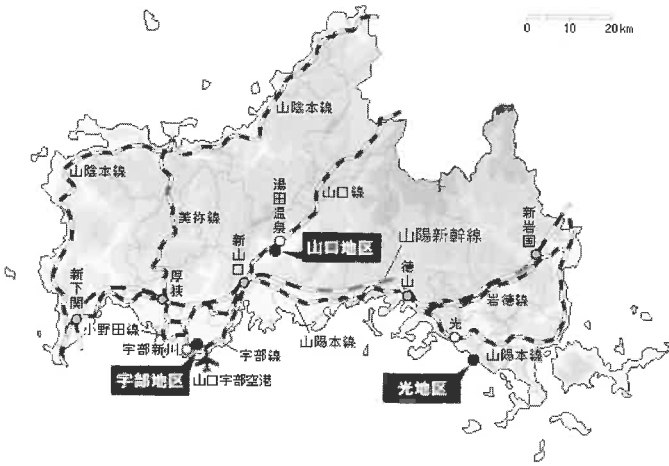 0 10 20km
山陰本線
山陰本線
湯田温泉
山口線
美祢線
新岩国
山口地区
山陽新幹線
新山口
厚狭
徳山
新下関
岩徳線
小野田線
光
宇部新川
宇部線
山陽本線
山陽本線
宇部地区
山口宇部空港
光地区